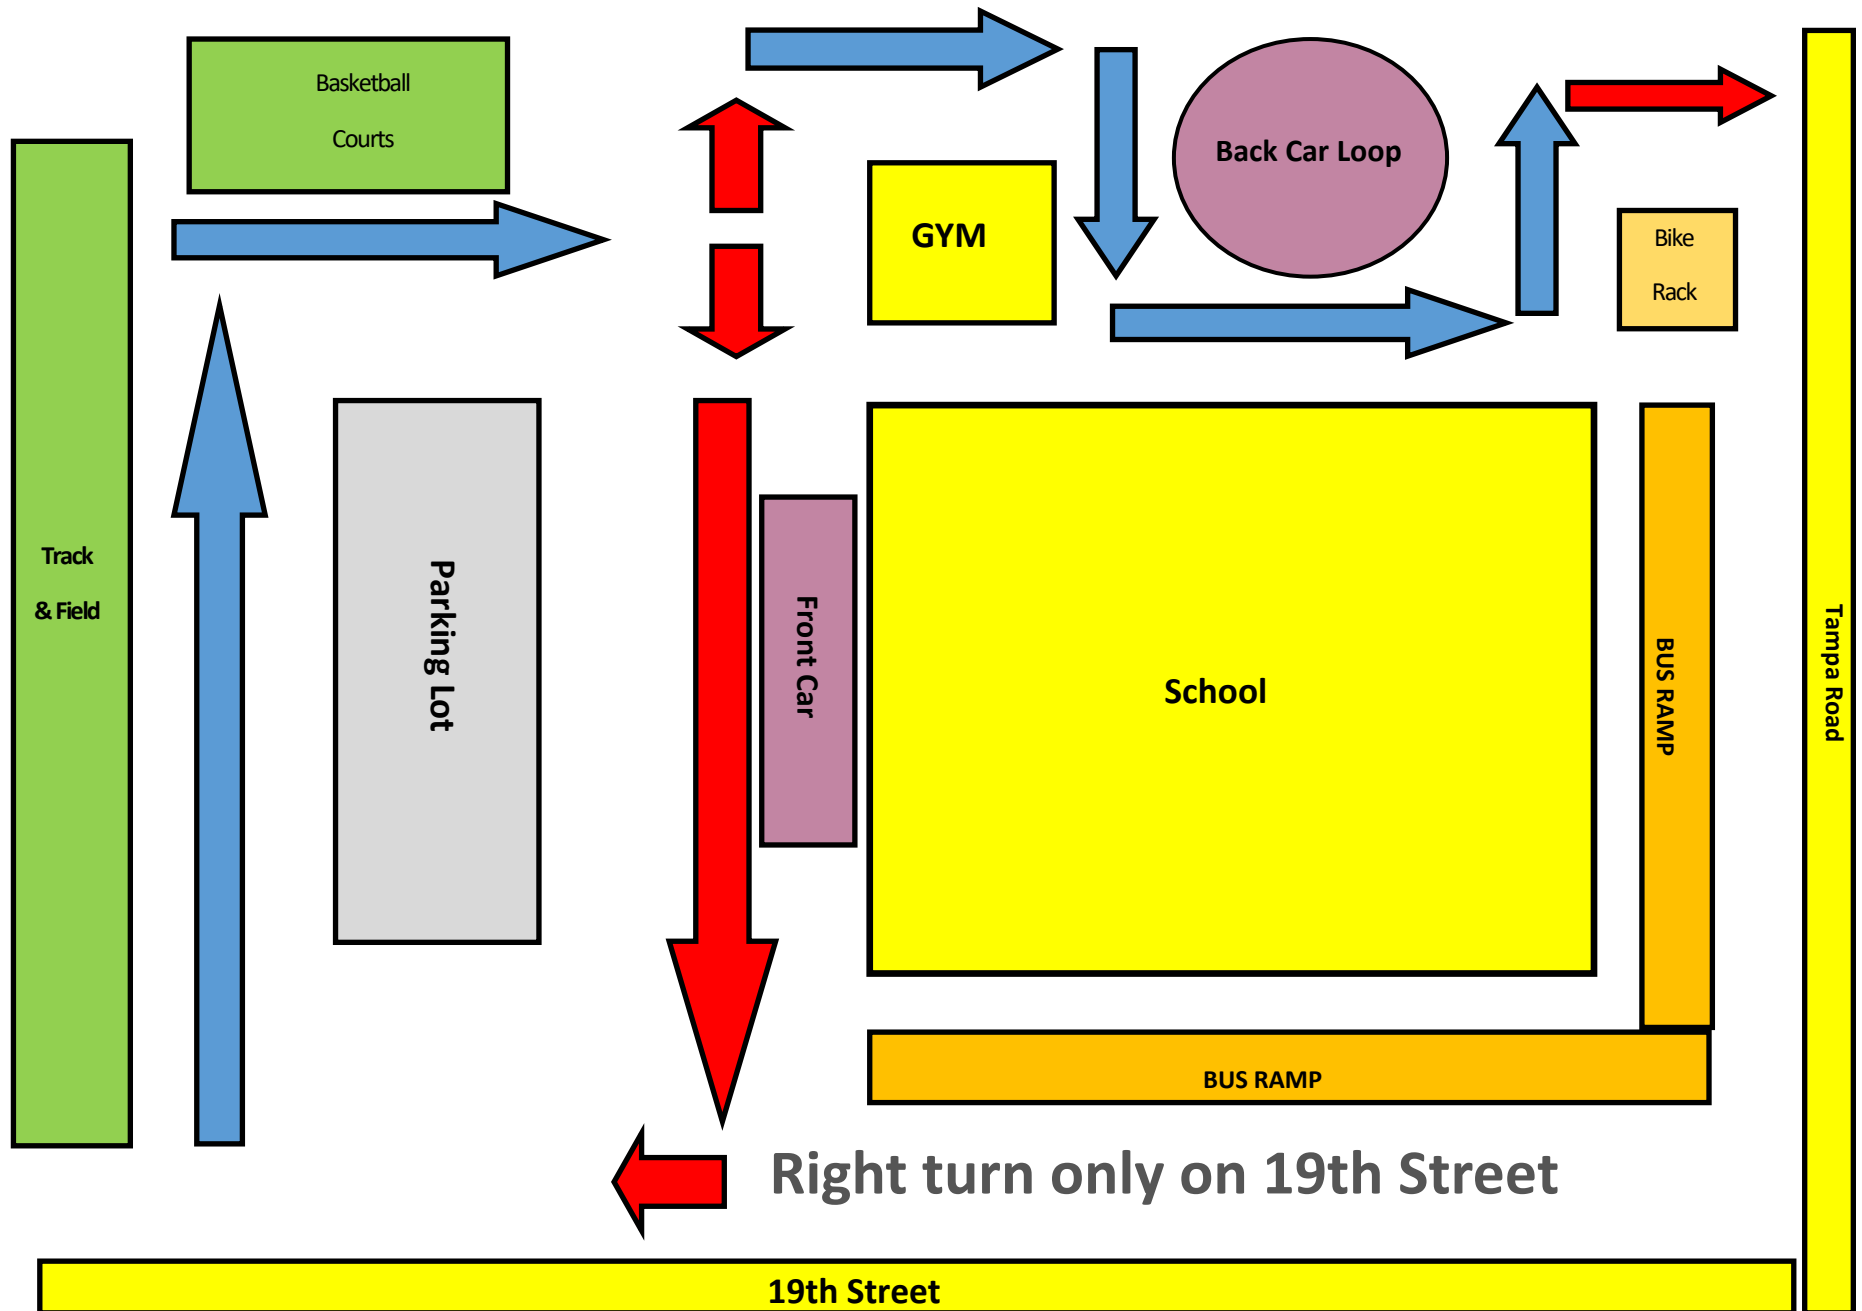 Basketball
Courts
Back Car Loop
GYM
Bike
Rack
Track
& Field
Parking Lot
Front Car
School
BUS RAMP
Tampa Road
BUS RAMP
Right turn only on 19th Street
19th Street